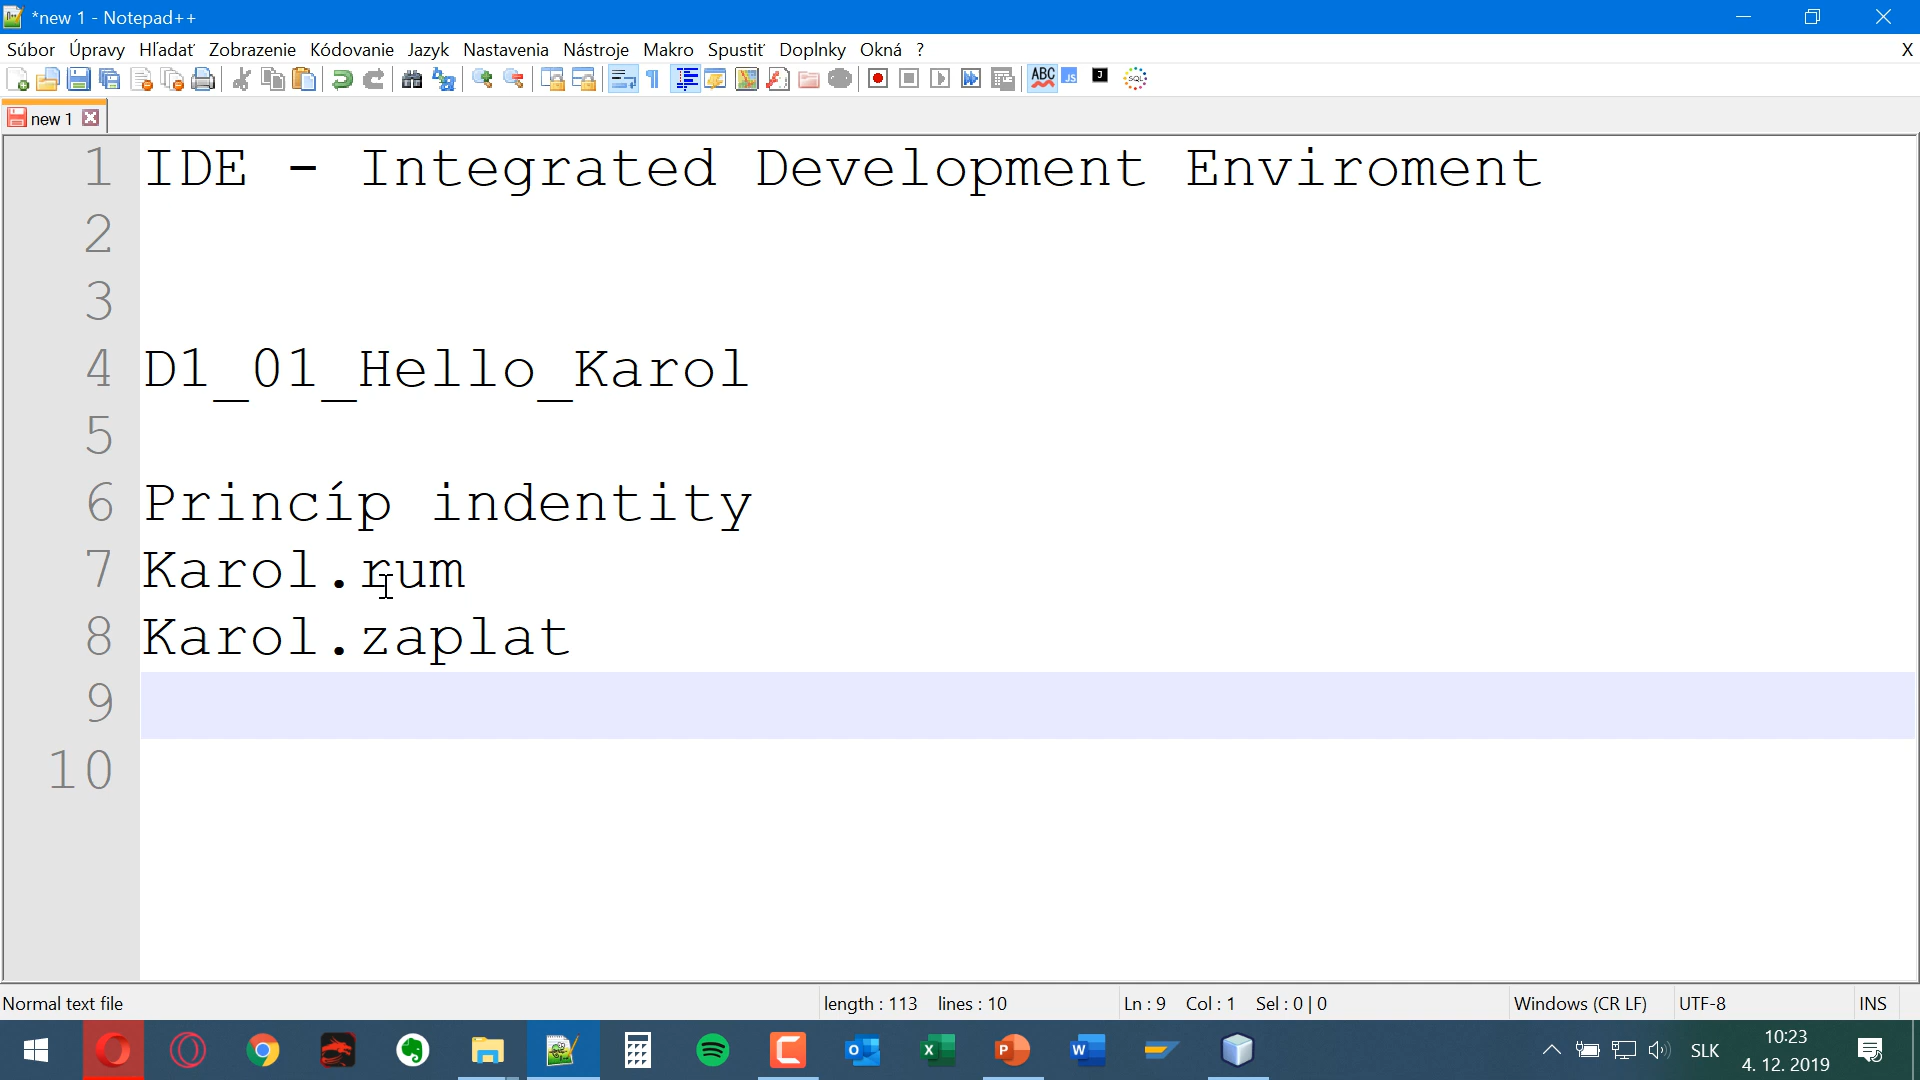 *new 1 - Notepad++
Súbor Úpravy Hľadať Zobrazenie Kódovanie Jazyk Nastavenia Nástroje Makro Spustiť Doplnky Okná ? X
ABC JS J SQL
new 1
1 IDE - Integrated Development Enviroment
2
3
4 D1_01_Hello_Karol
5
6 Princíp indentity
7 Karol.rum
8 Karol.zaplat
9
10
Normal text file length : 113 lines : 10 Ln : 9 Col : 1 Sel : 0 | 0 Windows (CR LF) UTF-8 INS
SLK 10:23
4. 12. 2019